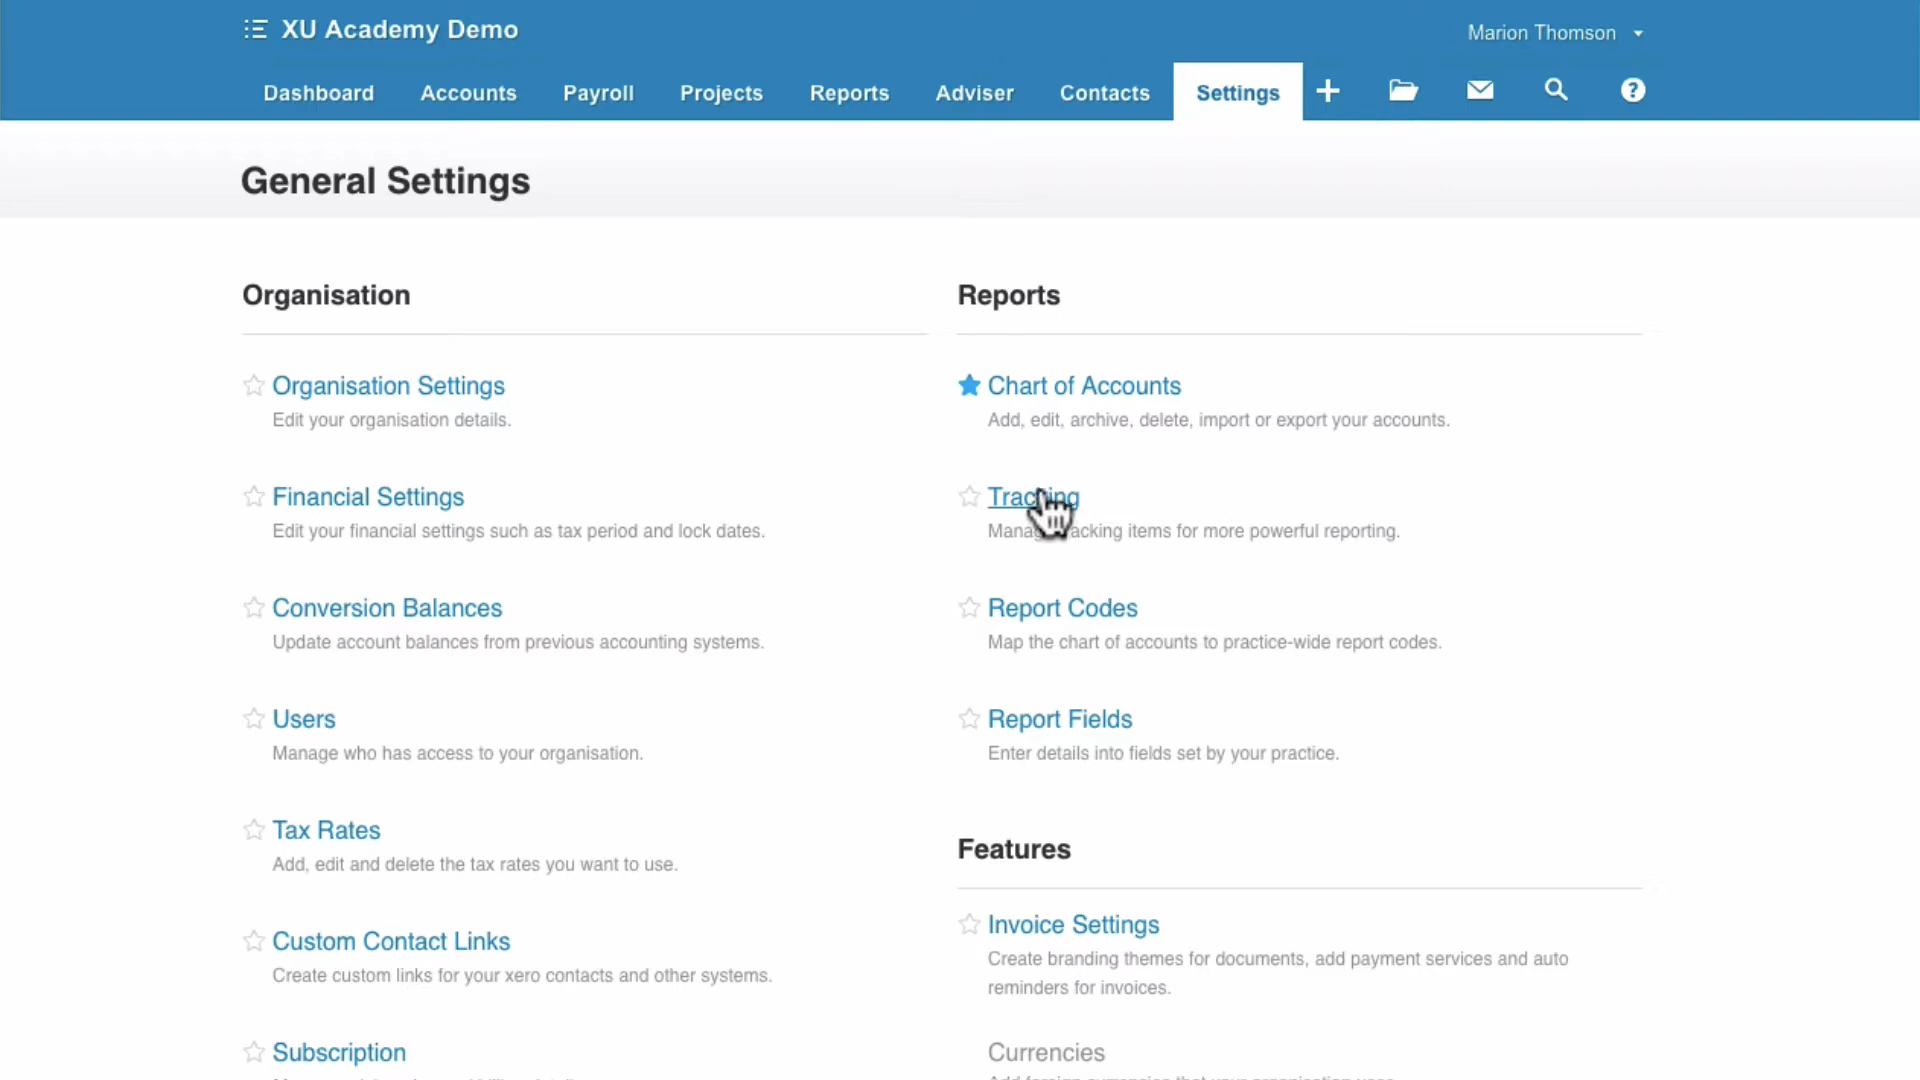 XU Academy Demo
Marion Thomson
Dashboard Accounts Payroll Projects Reports Adviser Contacts Settings
General Settings
Organisation
Organisation Settings
Edit your organisation details.
Financial Settings
Edit your financial settings such as tax period and lock dates.
Conversion Balances
Update account balances from previous accounting systems.
Users
Manage who has access to your organisation.
Tax Rates
Add, edit and delete the tax rates you want to use.
Custom Contact Links
Create custom links for your xero contacts and other systems.
Subscription
Reports
Chart of Accounts
Add, edit, archive, delete, import or export your accounts.
Tracking
items for more powerful reporting.
Report Codes
Map the chart of accounts to practice-wide report codes.
Report Fields
Enter details into fields set by your practice.
Features
Invoice Settings
Create branding themes for documents, add payment services and auto
reminders for invoices.
Currencies